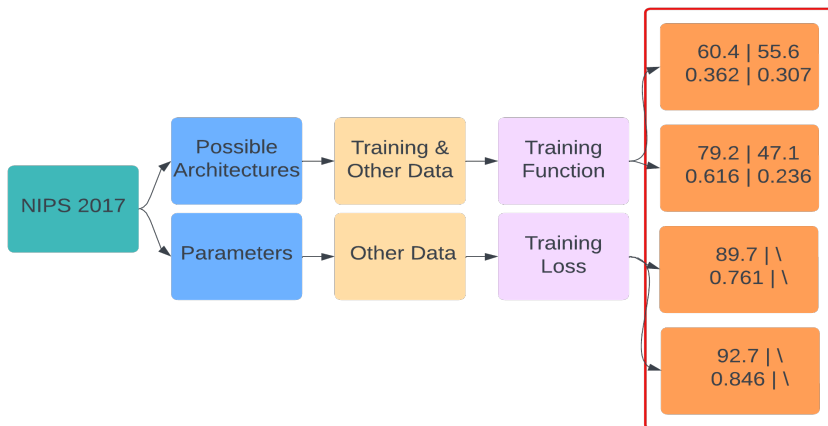 NIPS 2017
Possible
Architectures
Parameters
Training &
Other Data
Other Data
Training
Function
Training
Loss
60.4 | 55.6
0.362 | 0.307
79.2 | 47.1
0.616 | 0.236
89.7 | \
0.761 | \
92.7 | \
0.846 | \